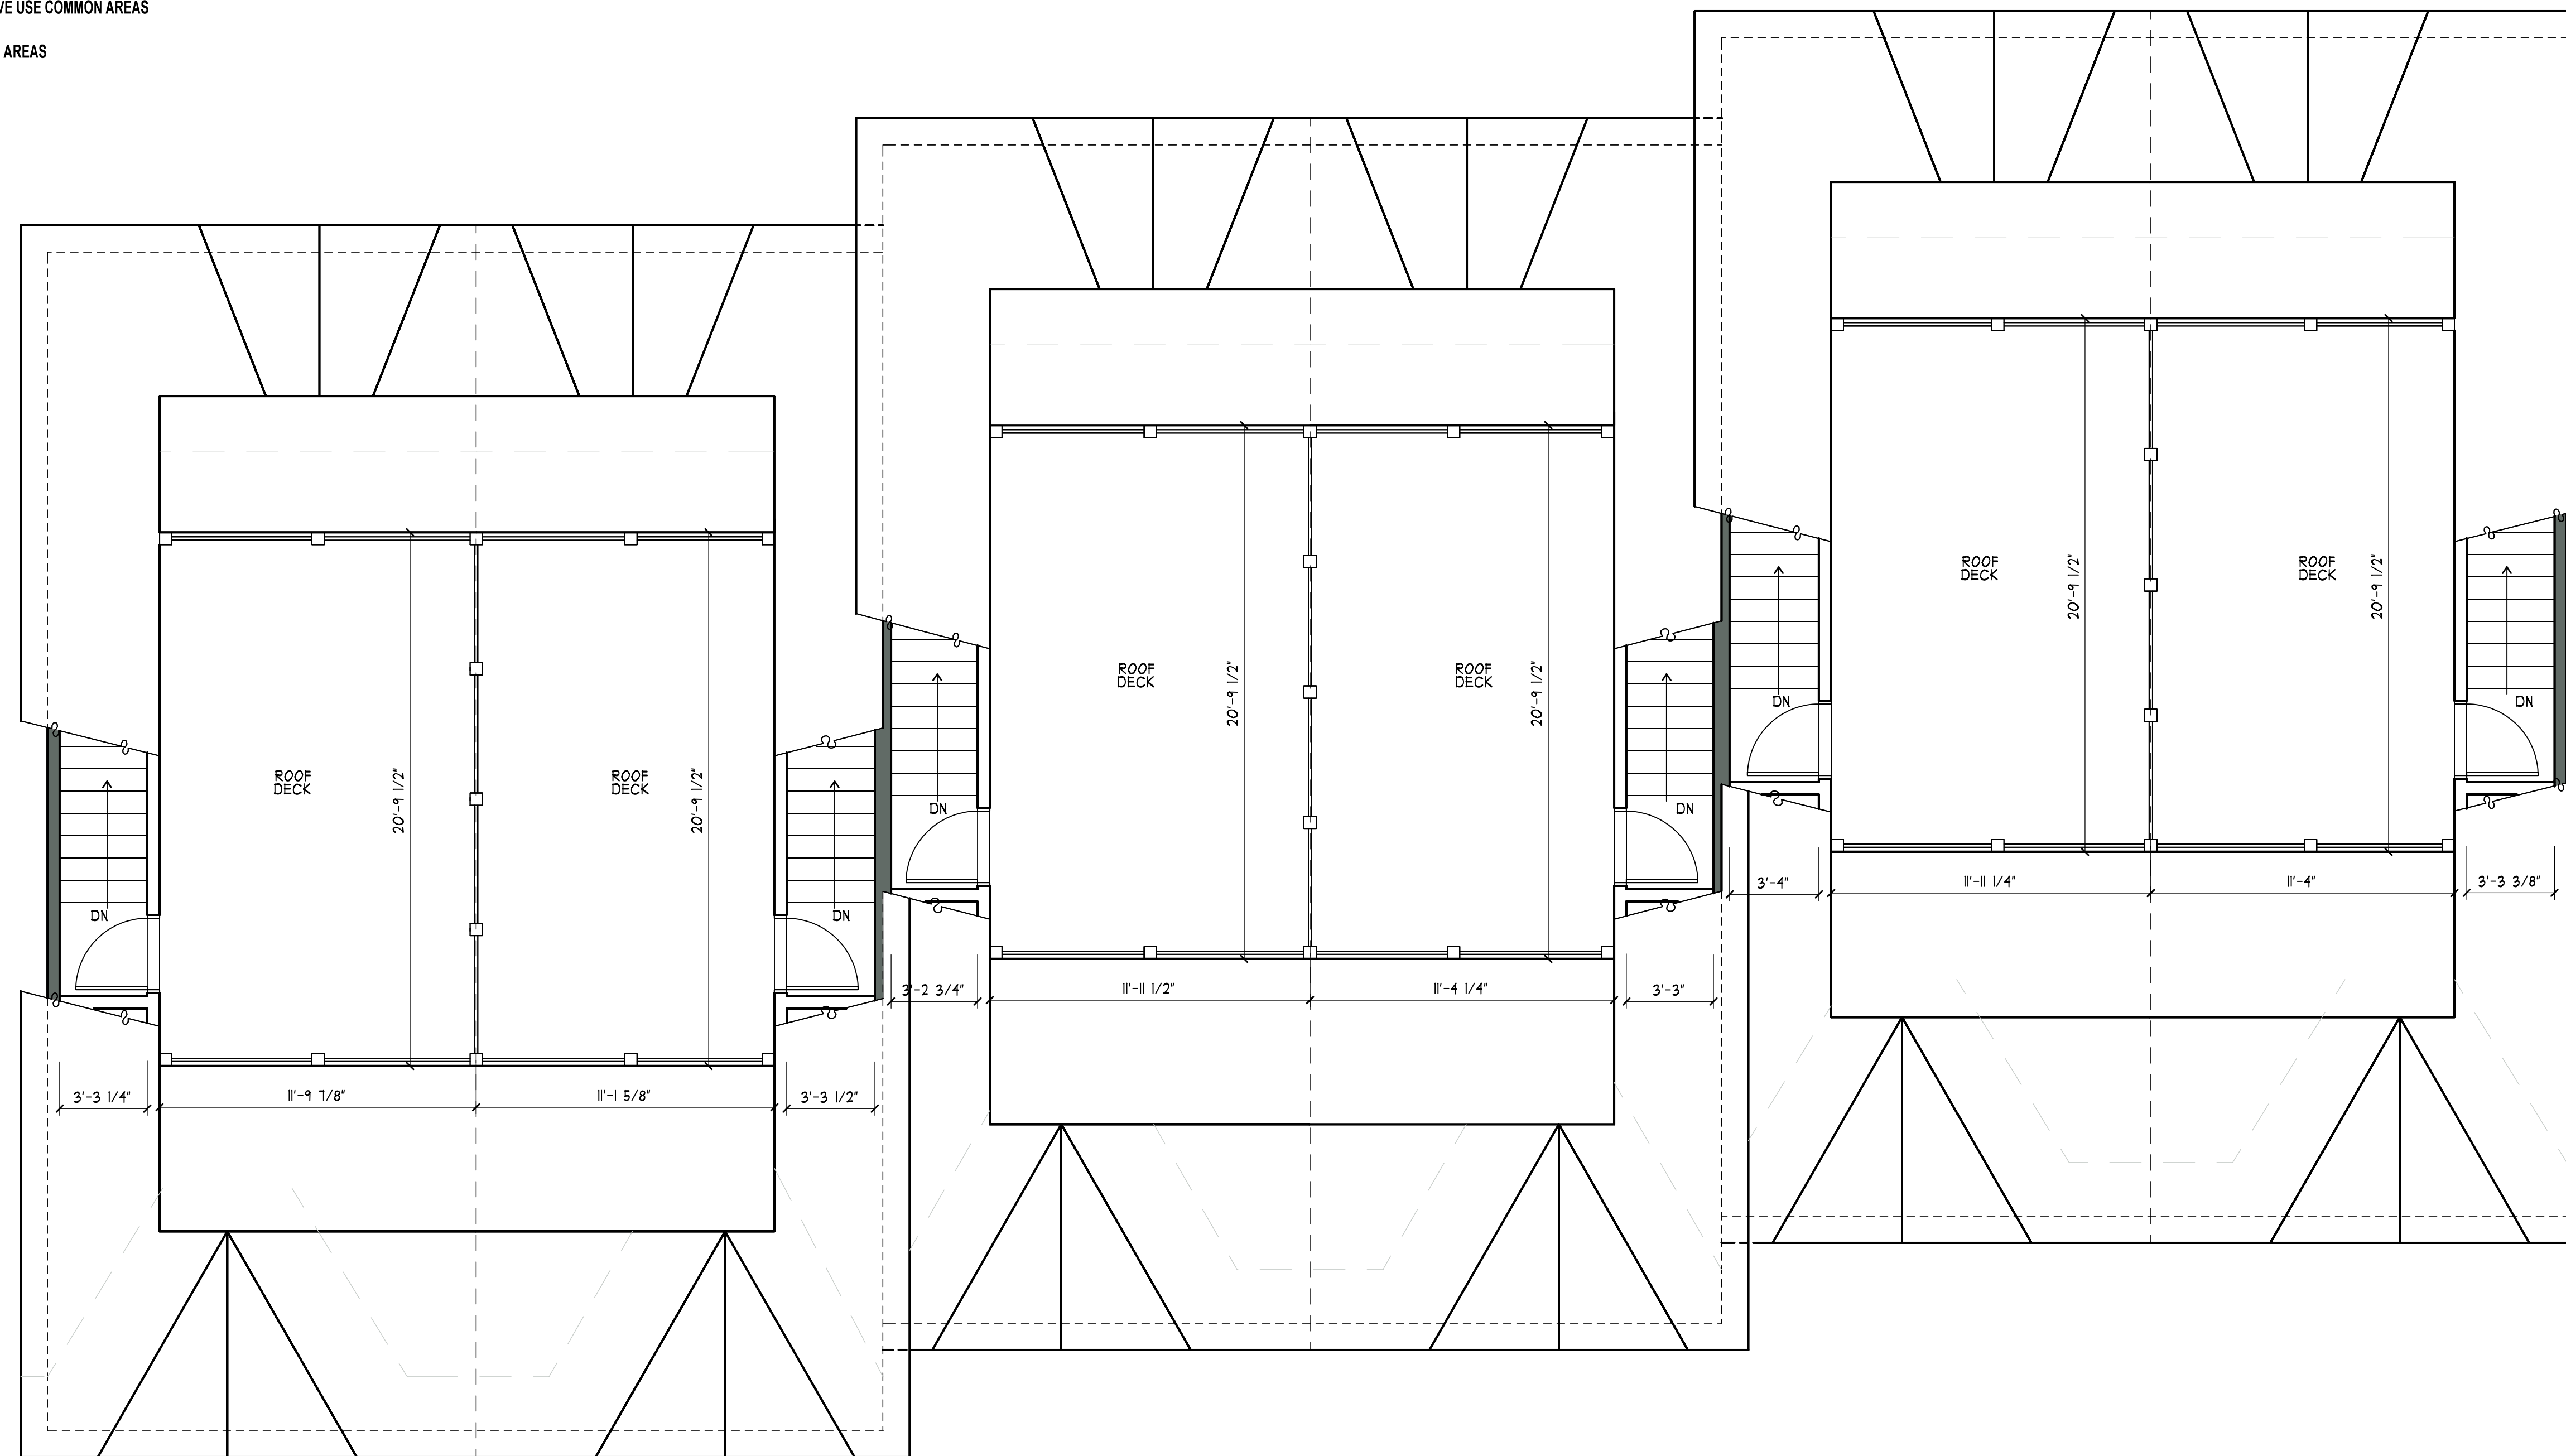 VE USE COMMON AREAS
AREAS
ROOF
DECK
20'-9 1/2"
ROOF
DECK
20'-9 1/2"
DN
DN
3'-3 1/4"
11'-9 7/8"
11'-1 5/8"
3'-3 1/2"
ROOF
DECK
20'-9 1/2"
ROOF
DECK
20'-9 1/2"
DN
DN
3'-2 3/4"
11'-11 1/2"
11'-4 1/4"
3'-3"
ROOF
DECK
20'-9 1/2"
ROOF
DECK
20'-9 1/2"
DN
DN
3'-4"
11'-11 1/4"
11'-4"
3'-3 3/8"